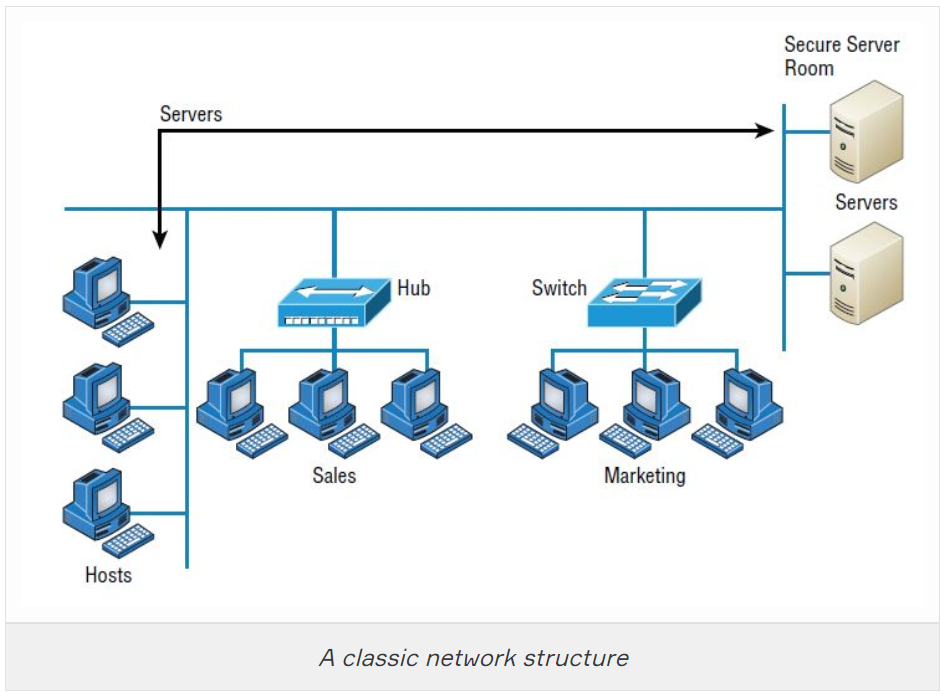 Secure Server
Room
Servers
Servers
Hub
Switch
Sales
Marketing
Hosts
A classic network structure